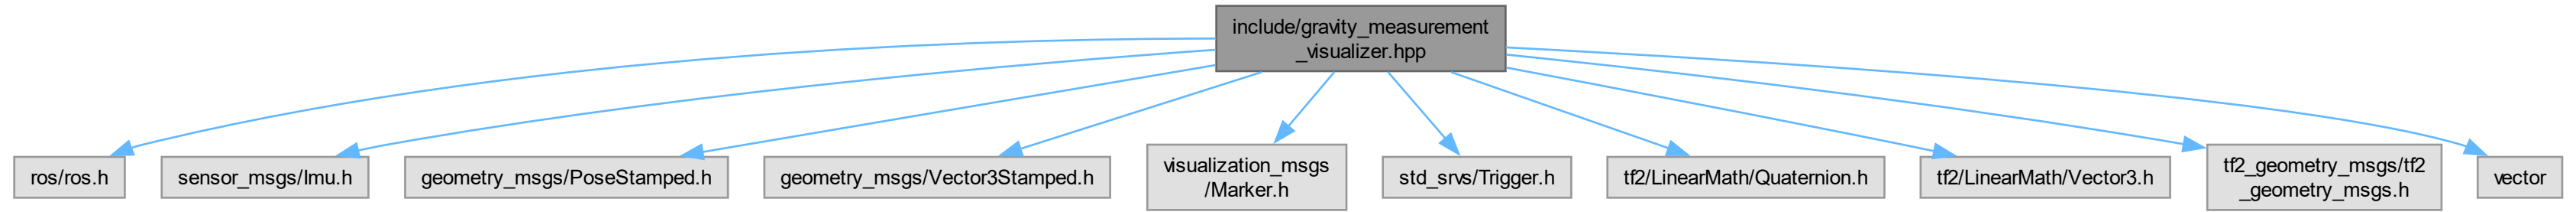 include/gravity_measurement
_visualizer.hpp
ros/ros.h
sensor_msgs/Imu.h
geometry_msgs/PoseStamped.h
geometry_msgs/Vector3Stamped.h
visualization_msgs
/Marker.h
std_srvs/Trigger.h
tf2/LinearMath/Quaternion.h
tf2/LinearMath/Vector3.h
tf2_geometry_msgs/tf2
_geometry_msgs.h
vector